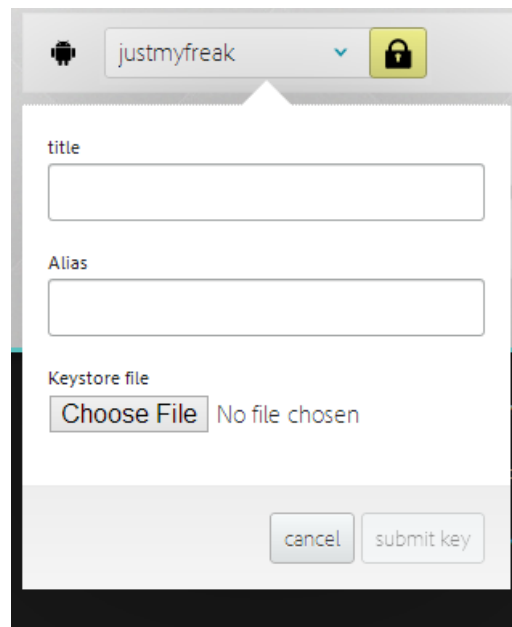 justmyfreak
title
Alias
Keystore file
Choose File No file chosen
cancel submit key